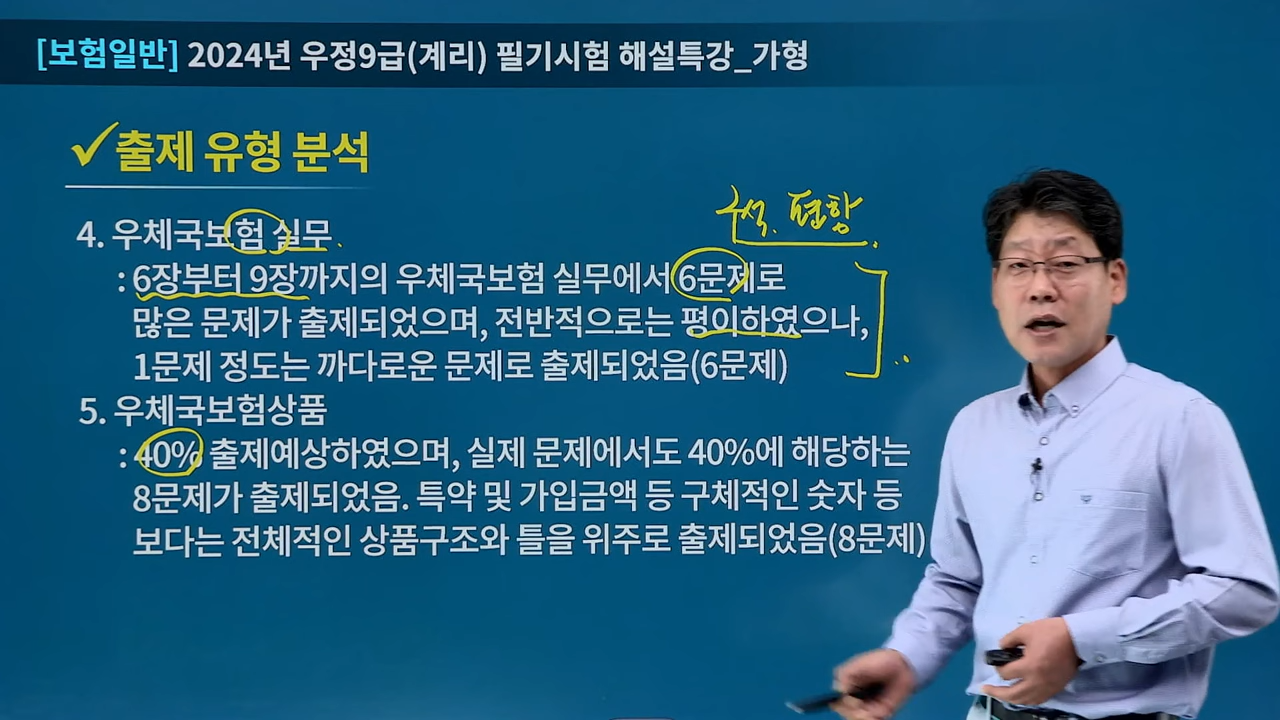 [보험일반] 2024년 우정9급(계리) 필기시험 해설특강_가형
출제 유형 분석
4. 우체국보험 실무
: 6장부터 9장까지의 우체국보험 실무에서 6문제로
많은 문제가 출제되었으며, 전반적으로는 평이하였으나,
1문제 정도는 까다로운 문제로 출제되었음(6문제)
5. 우체국보험상품
: 40% 출제예상하였으며, 실제 문제에서도 40%에 해당하는
8문제가 출제되었음. 특약 및 가입금액 등 구체적인 숫자 등
보다는 전체적인 상품구조와 틀을 위주로 출제되었음(8문제)